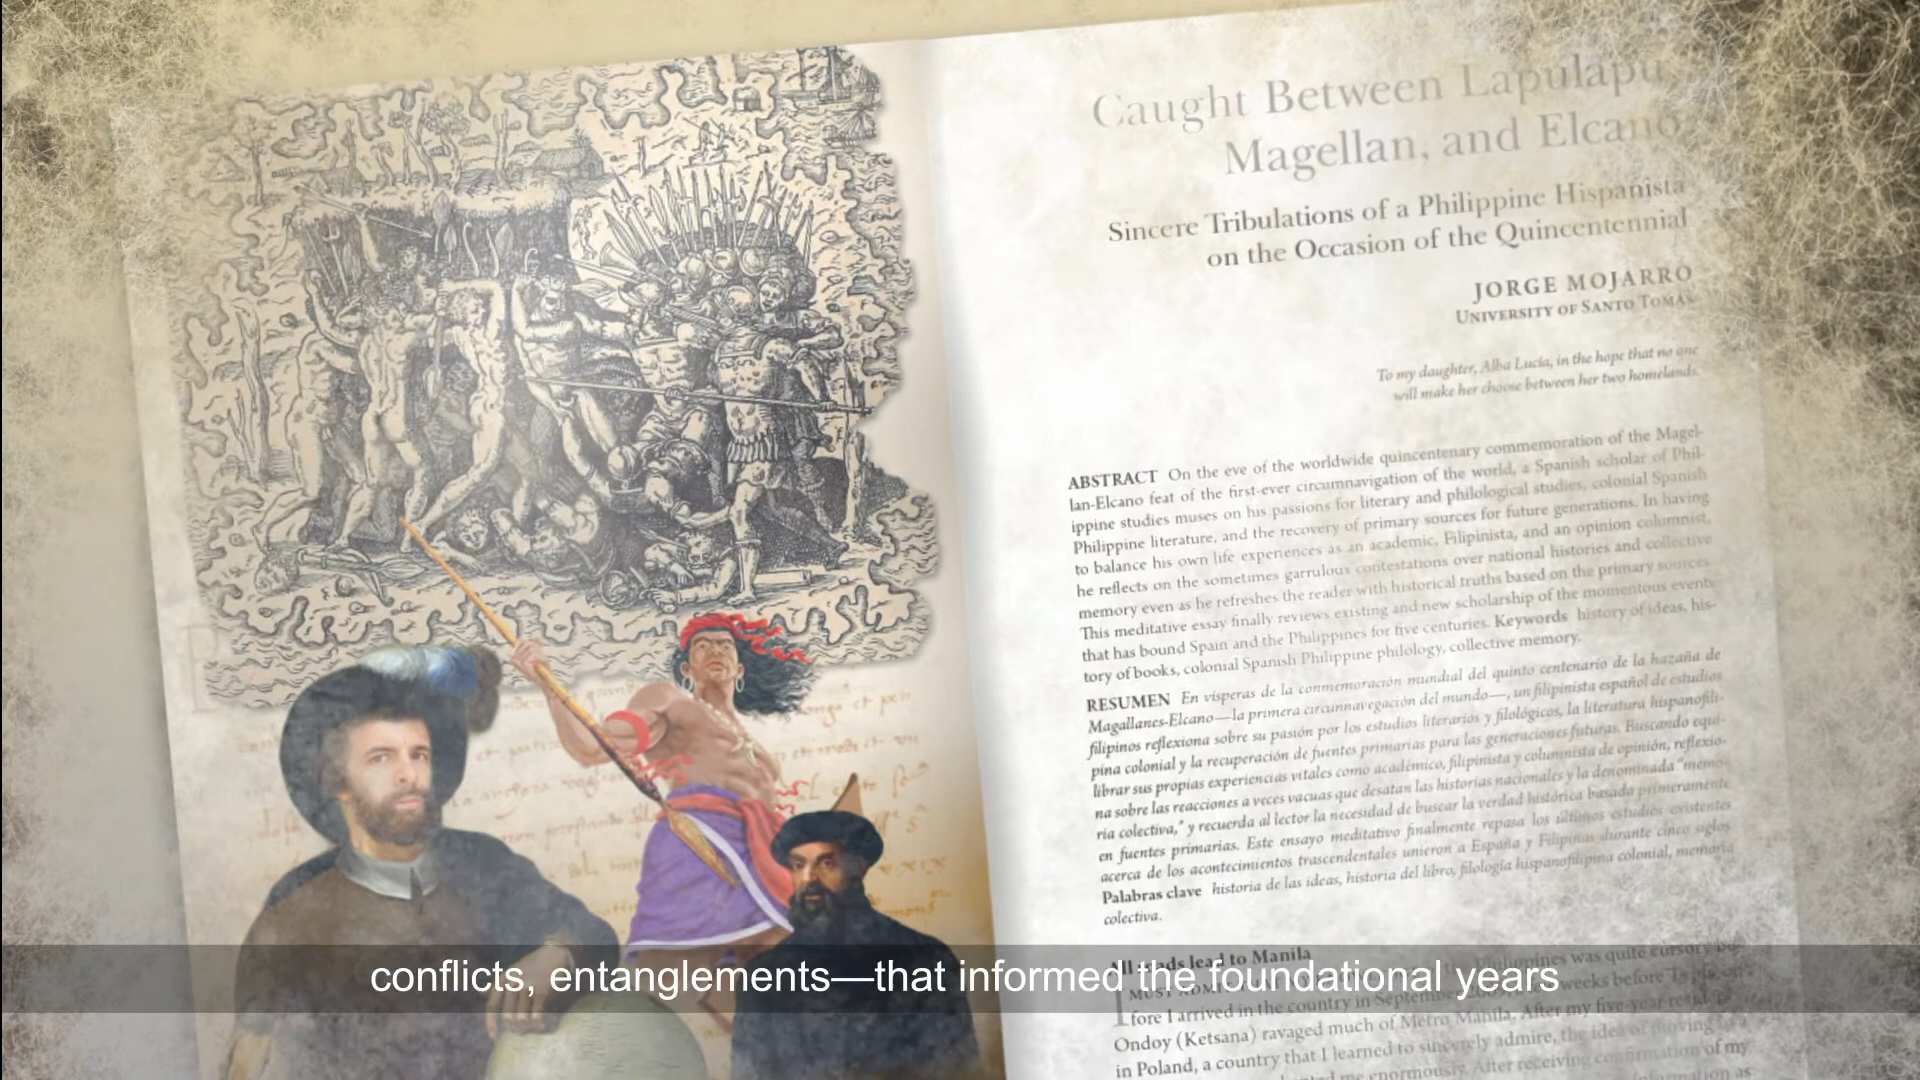 Caught Between Lapulapu,
Magellan, and Elcano
Sincere Tribulations of a Philippine Hispanista
on the Occasion of the Quincentennial
JORGE MOJARRO
UNIVERSITY OF SANTO TOMÁS
To my daughter, Alba Lucía, in the hope that no one
will make her choose between her two homelands.
ABSTRACT On the eve of the worldwide quincentenary commemoration of the Magel-
lan-Elcano feat of the first-ever circumnavigation of the world, a Spanish scholar of Phil-
ippine studies muses on his passions for literary and philological studies, colonial Spanish
Philippine literature, and the recovery of primary sources for future generations. In having
to balance his own life experiences as an academic, Filipinista, and an opinion columnist,
he reflects on the sometimes garrulous contestations over national histories and collective
memory even as he refreshes the reader with historical truths based on the primary sources.
This meditative essay finally reviews existing and new scholarship of the momentous events
that has bound Spain and the Philippines for five centuries. Keywords history of ideas, his-
tory of books, colonial Spanish Philippine philology, collective memory.
RESUMEN En vísperas de la conmemoración mundial del quinto centenario de la hazaña de
Magallanes-Elcano—la primera circunnavegación del mundo—, un filipinista español de estudios
filipinos reflexiona sobre su pasión por los estudios literarios y filológicos, la literatura hispanofili-
pina colonial y la recuperación de fuentes primarias para las generaciones futuras. Buscando equi-
librar sus propias experiencias vitales como académico, filipinista y columnista de opinión, reflexio-
na sobre las reacciones a veces vacuas que desatan las historias nacionales y la denominada "memo-
ria colectiva," y recuerda al lector la necesidad de buscar la verdad histórica basada primeramente
en fuentes primarias. Este ensayo meditativo finalmente repasa los últimos estudios existentes
acerca de los acontecimientos trascendentales unieron a España y Filipinas durante cinco siglos
Palabras clave historia de las ideas, historia del libro, filología hispanofilipina colonial, memoria
colectiva.
All roads lead to Manila
conflicts, entanglements—that informed the foundational years
fore I arrived in the country in September
Ondoy (Ketsana) ravaged much of Metro Manila. After my five-year
in Poland, a country that I learned to sincerely admire, the idea of moving
me enormously. After receiving confirmation of my